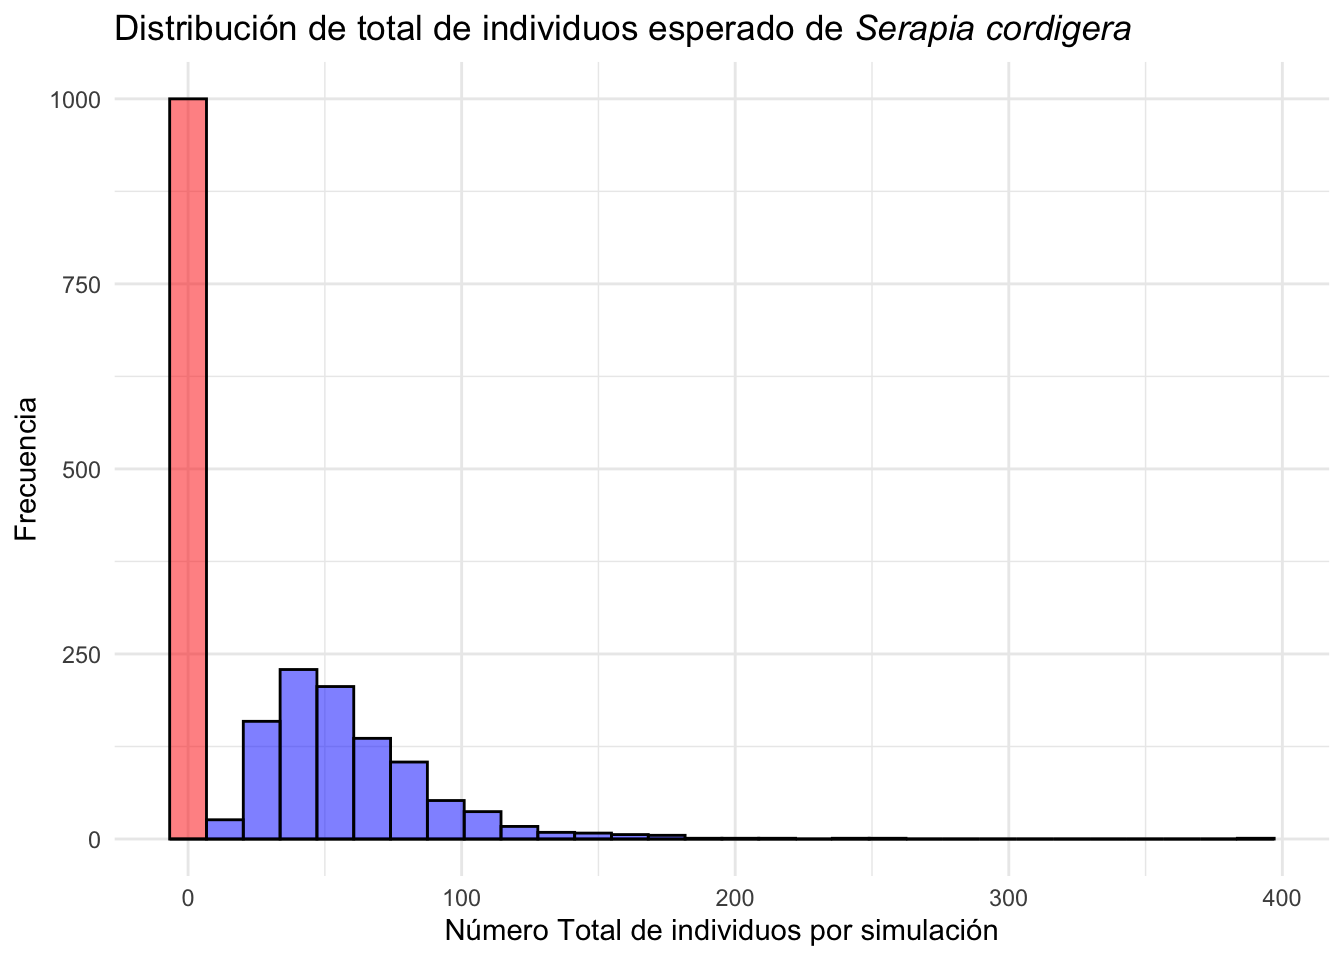 Distribución de total de individuos esperado de Serapia cordigera
1000
750
500
250
0
Frecuencia
0 100 200 300 400
Número Total de individuos por simulación